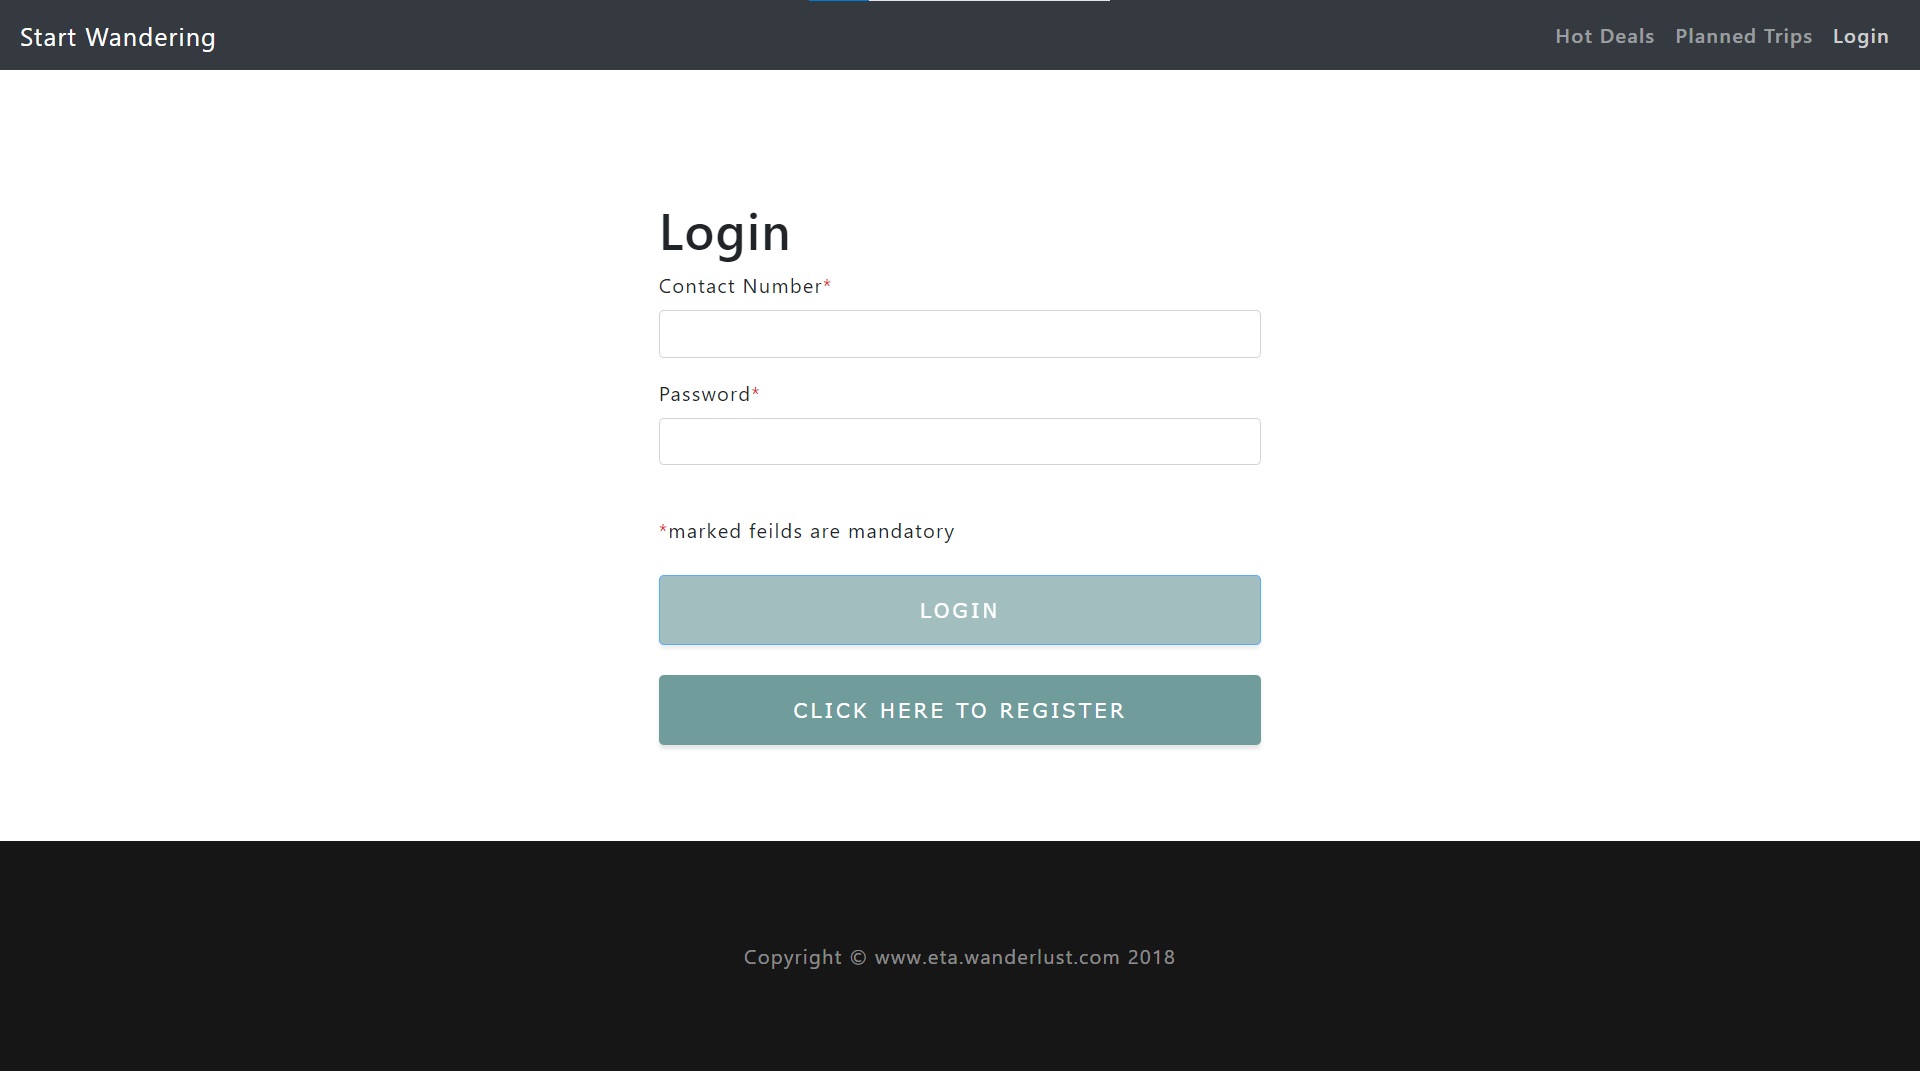 Start Wandering
Hot Deals Planned Trips Login
Login
Contact Number*
Password*
*marked feilds are mandatory
LOGIN
CLICK HERE TO REGISTER
Copyright © www.eta.wanderlust.com 2018